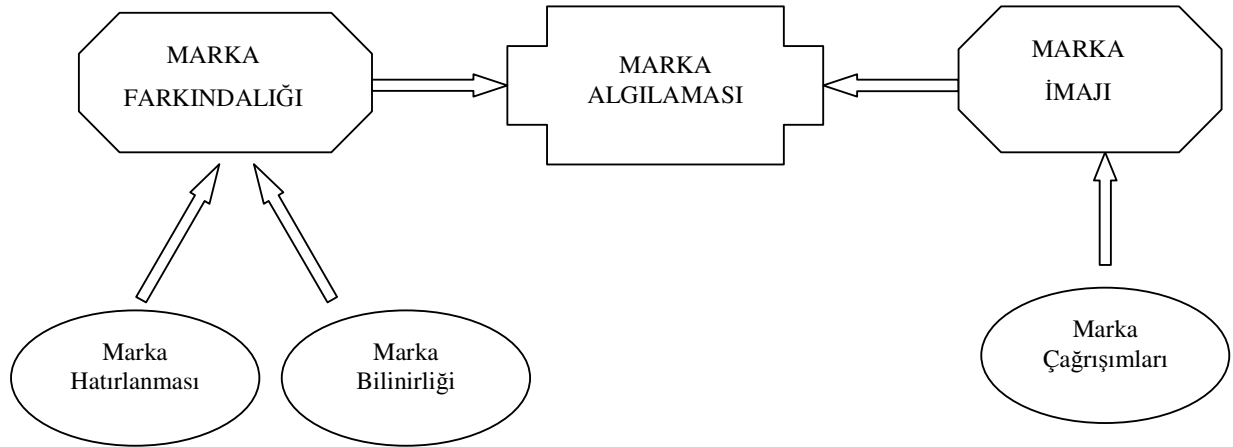 MARKA
FARKINDALIĞI
MARKA
ALGILAMASI
MARKA
İMAJI
Marka
Hatırlanması
Marka
Bilinirliği
Marka
Çağrışımları